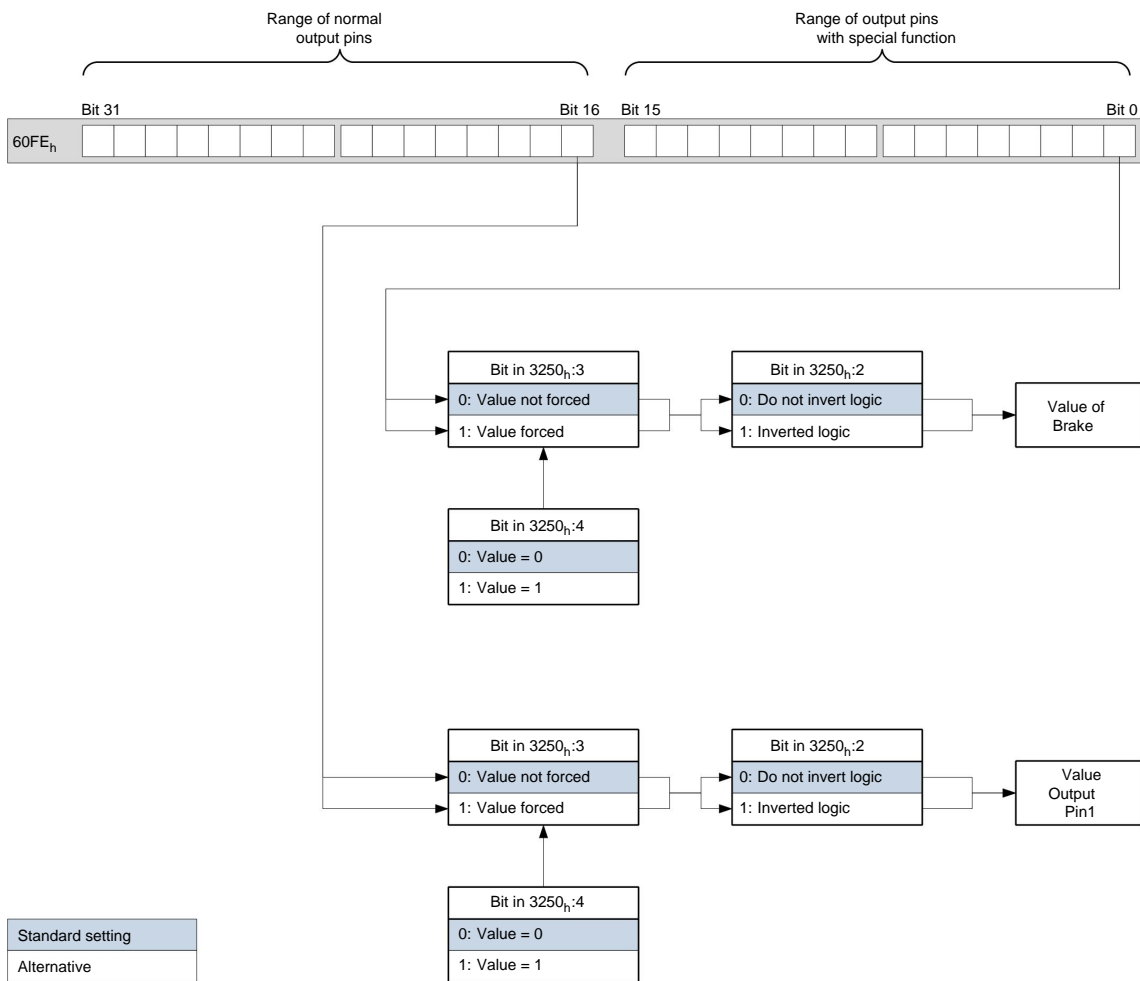 Range of normal
output pins
Range of output pins
with special function
Bit 31
Bit 16
Bit 15
Bit 0
60FEh
Bit in 3250h:3
0: Value not forced
1: Value forced
Bit in 3250h:2
0: Do not invert logic
1: Inverted logic
Value of
Brake
Bit in 3250h:4
0: Value = 0
1: Value = 1
Bit in 3250h:3
0: Value not forced
1: Value forced
Bit in 3250h:2
0: Do not invert logic
1: Inverted logic
Value
Output
Pin1
Bit in 3250h:4
0: Value = 0
1: Value = 1
Standard setting
Alternative